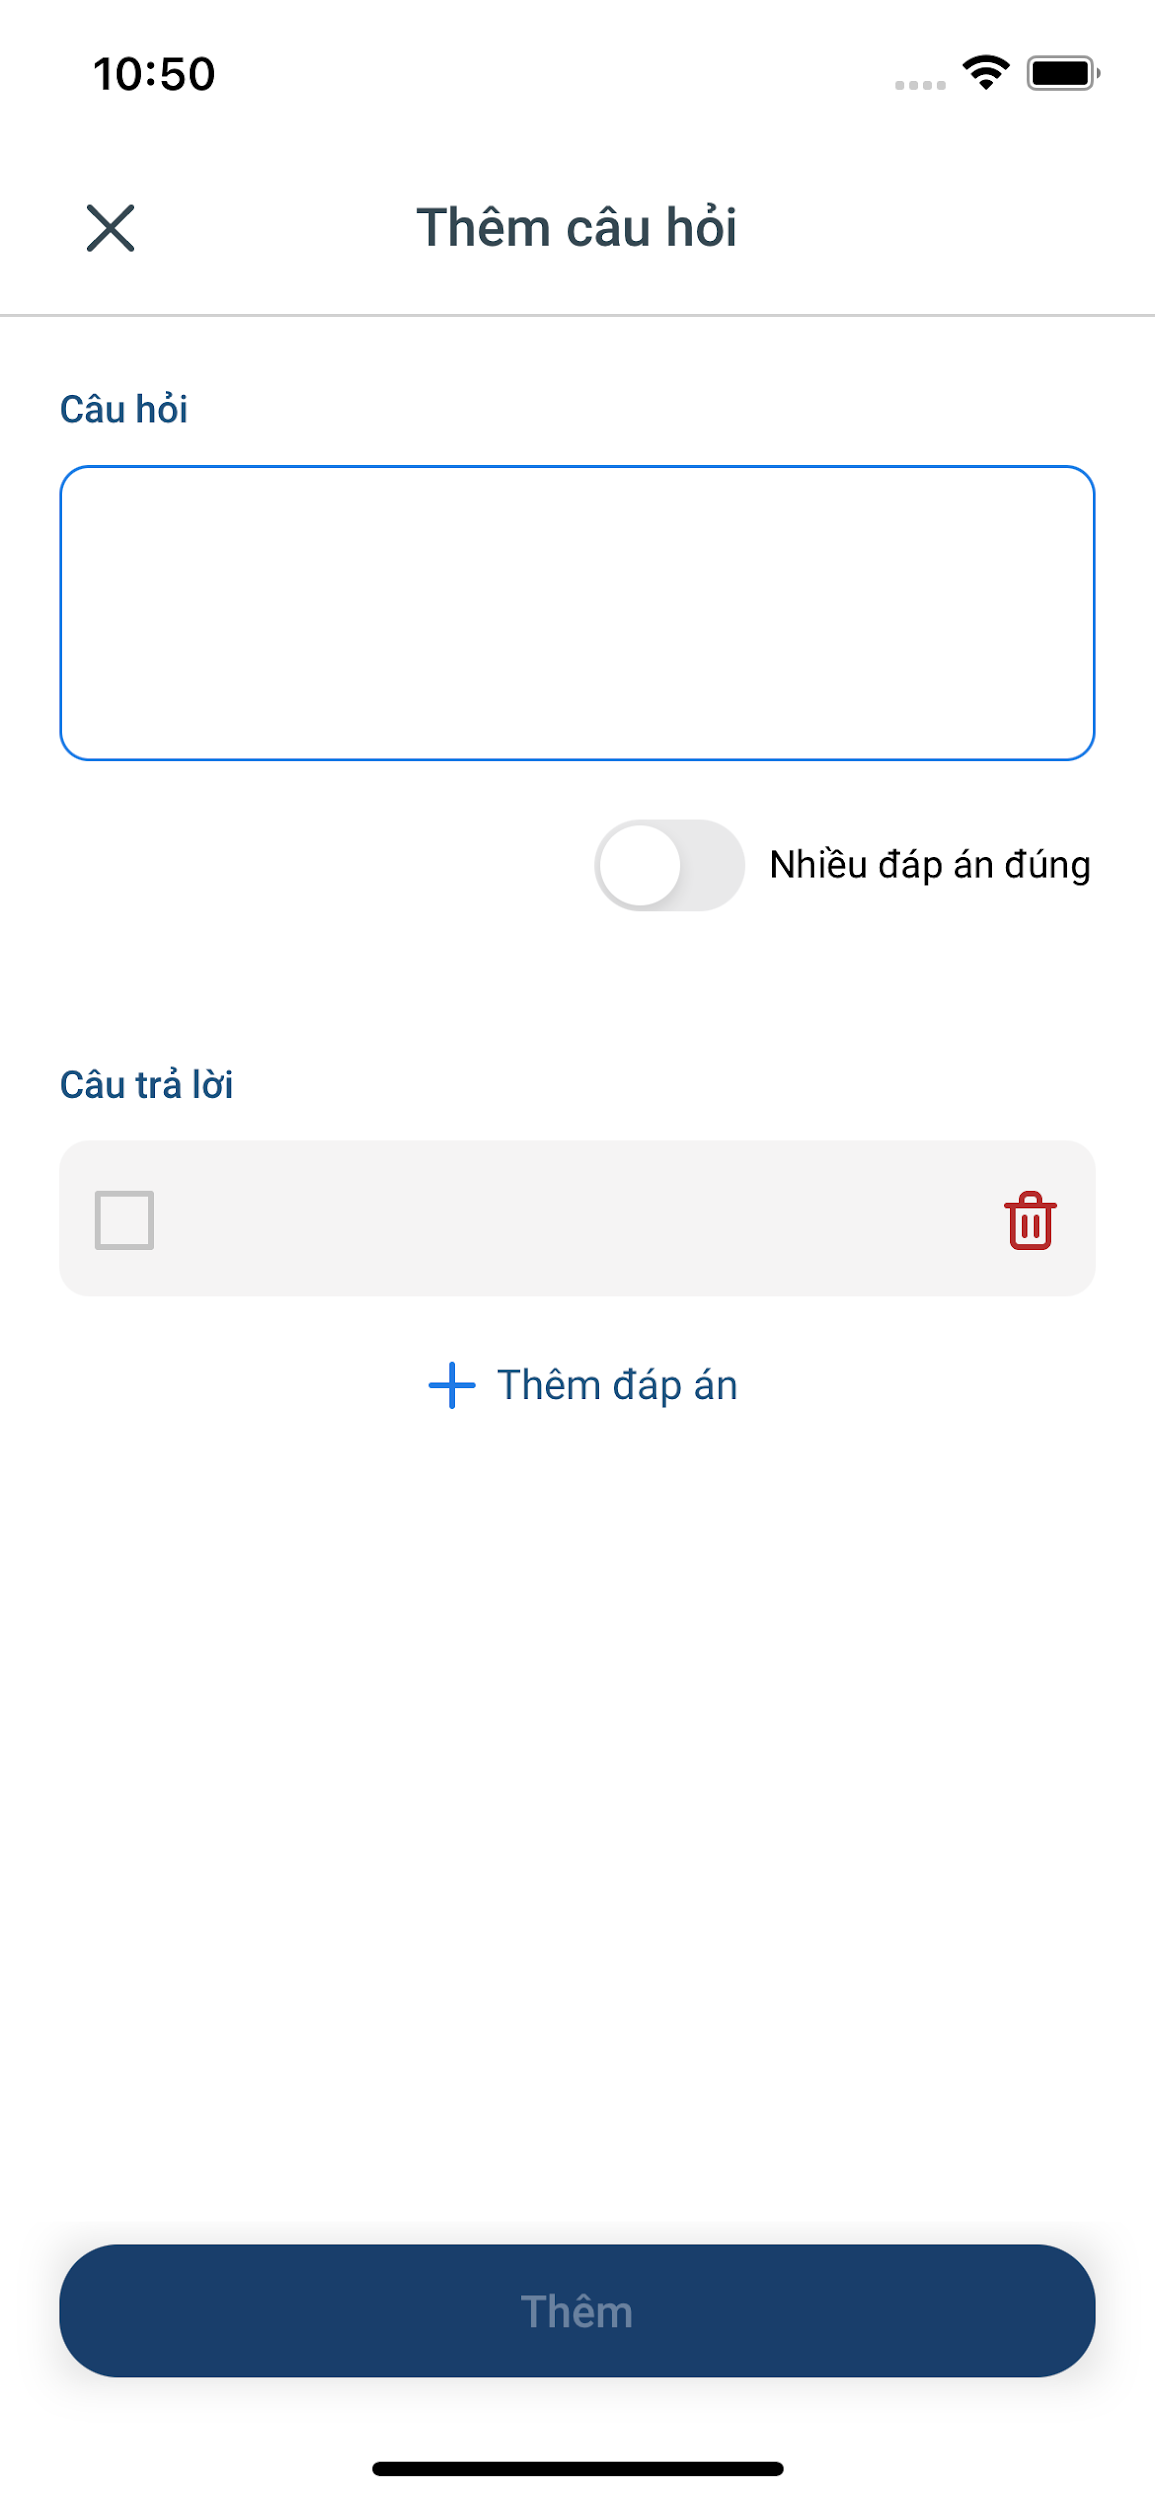 10:50
Thêm câu hỏi
Câu hỏi
Nhiều đáp án đúng
Câu trả lời
Thêm đáp án
Thêm